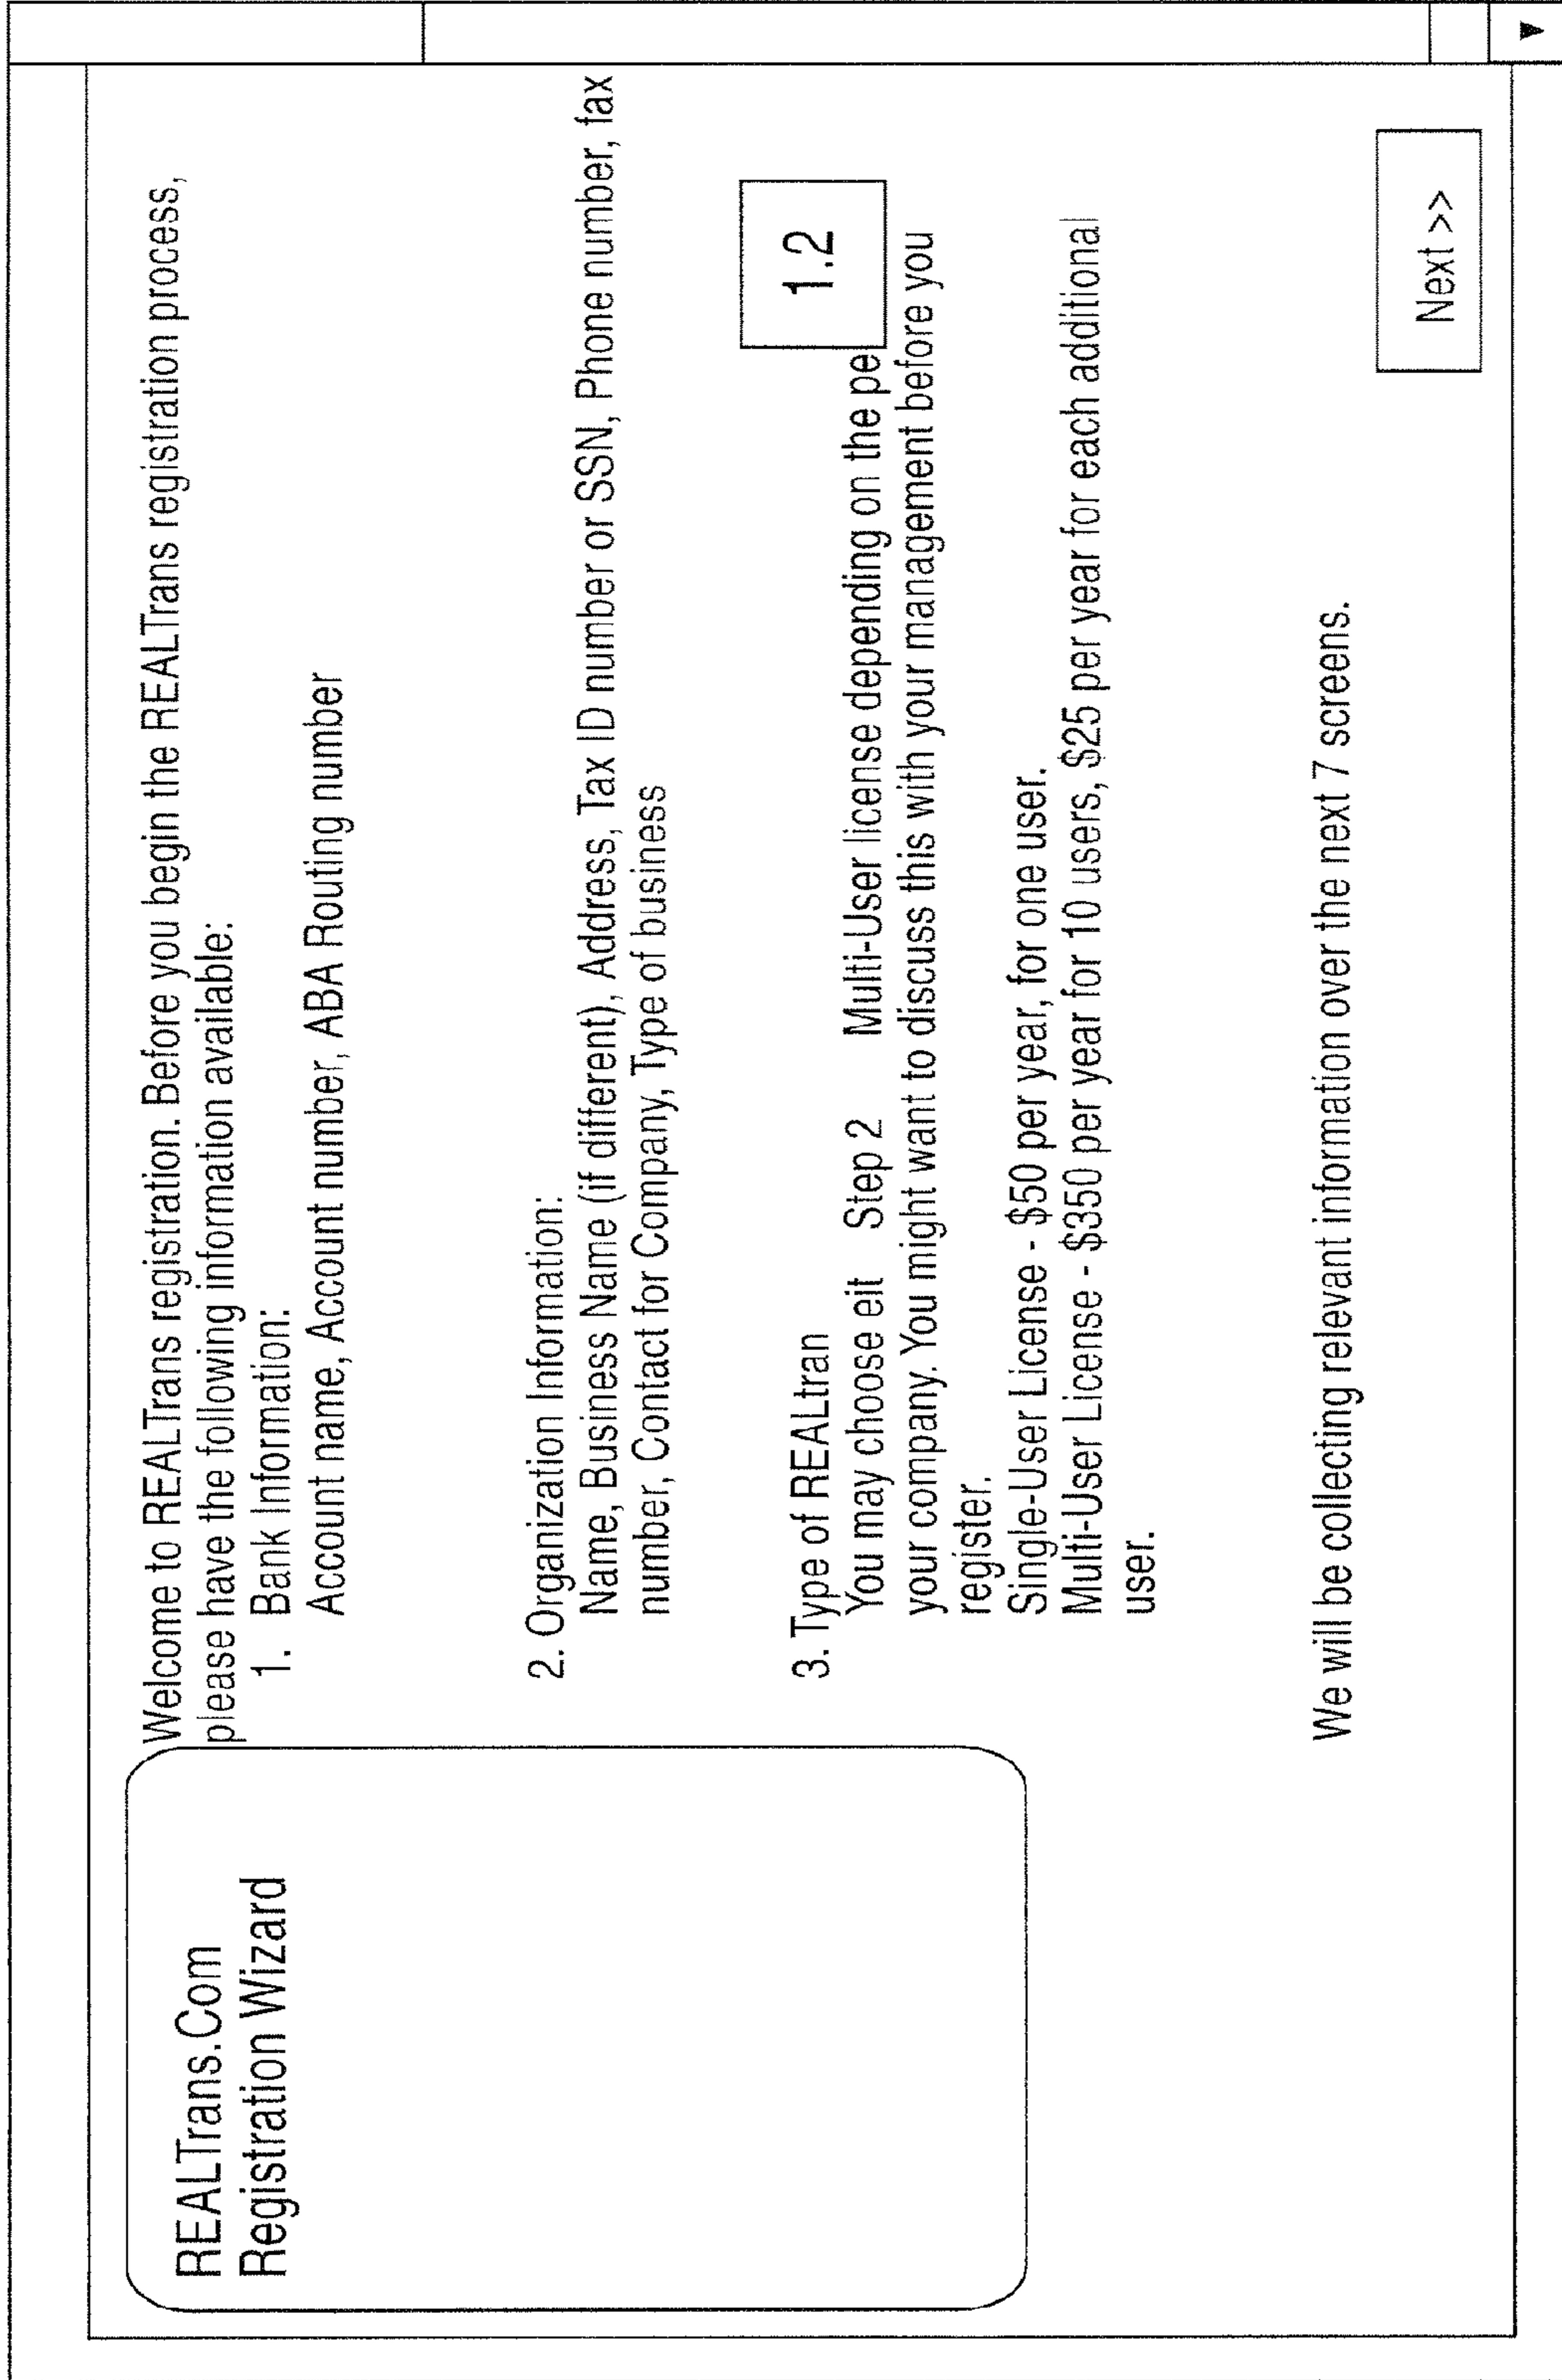 REALTrans.Com
Registration Wizard
Welcome to REALTrans registration. Before you begin the REALTrans registration process,
please have the following information available:
1. Bank Information:
Account name, Account number, ABA Routing number
2. Organization Information:
Name, Business Name (if different), Address, Tax ID number or SSN, Phone number, fax
number, Contact for Company, Type of business
1.2
3. Type of REALtran
You may choose eit Step 2 Multi-User license depending on the pe
your company. You might want to discuss this with your management before you
register.
Single-User License - $50 per year, for one user.
Multi-User License - $350 per year for 10 users, $25 per year for each additional
user.
We will be collecting relevant information over the next 7 screens.
Next >>